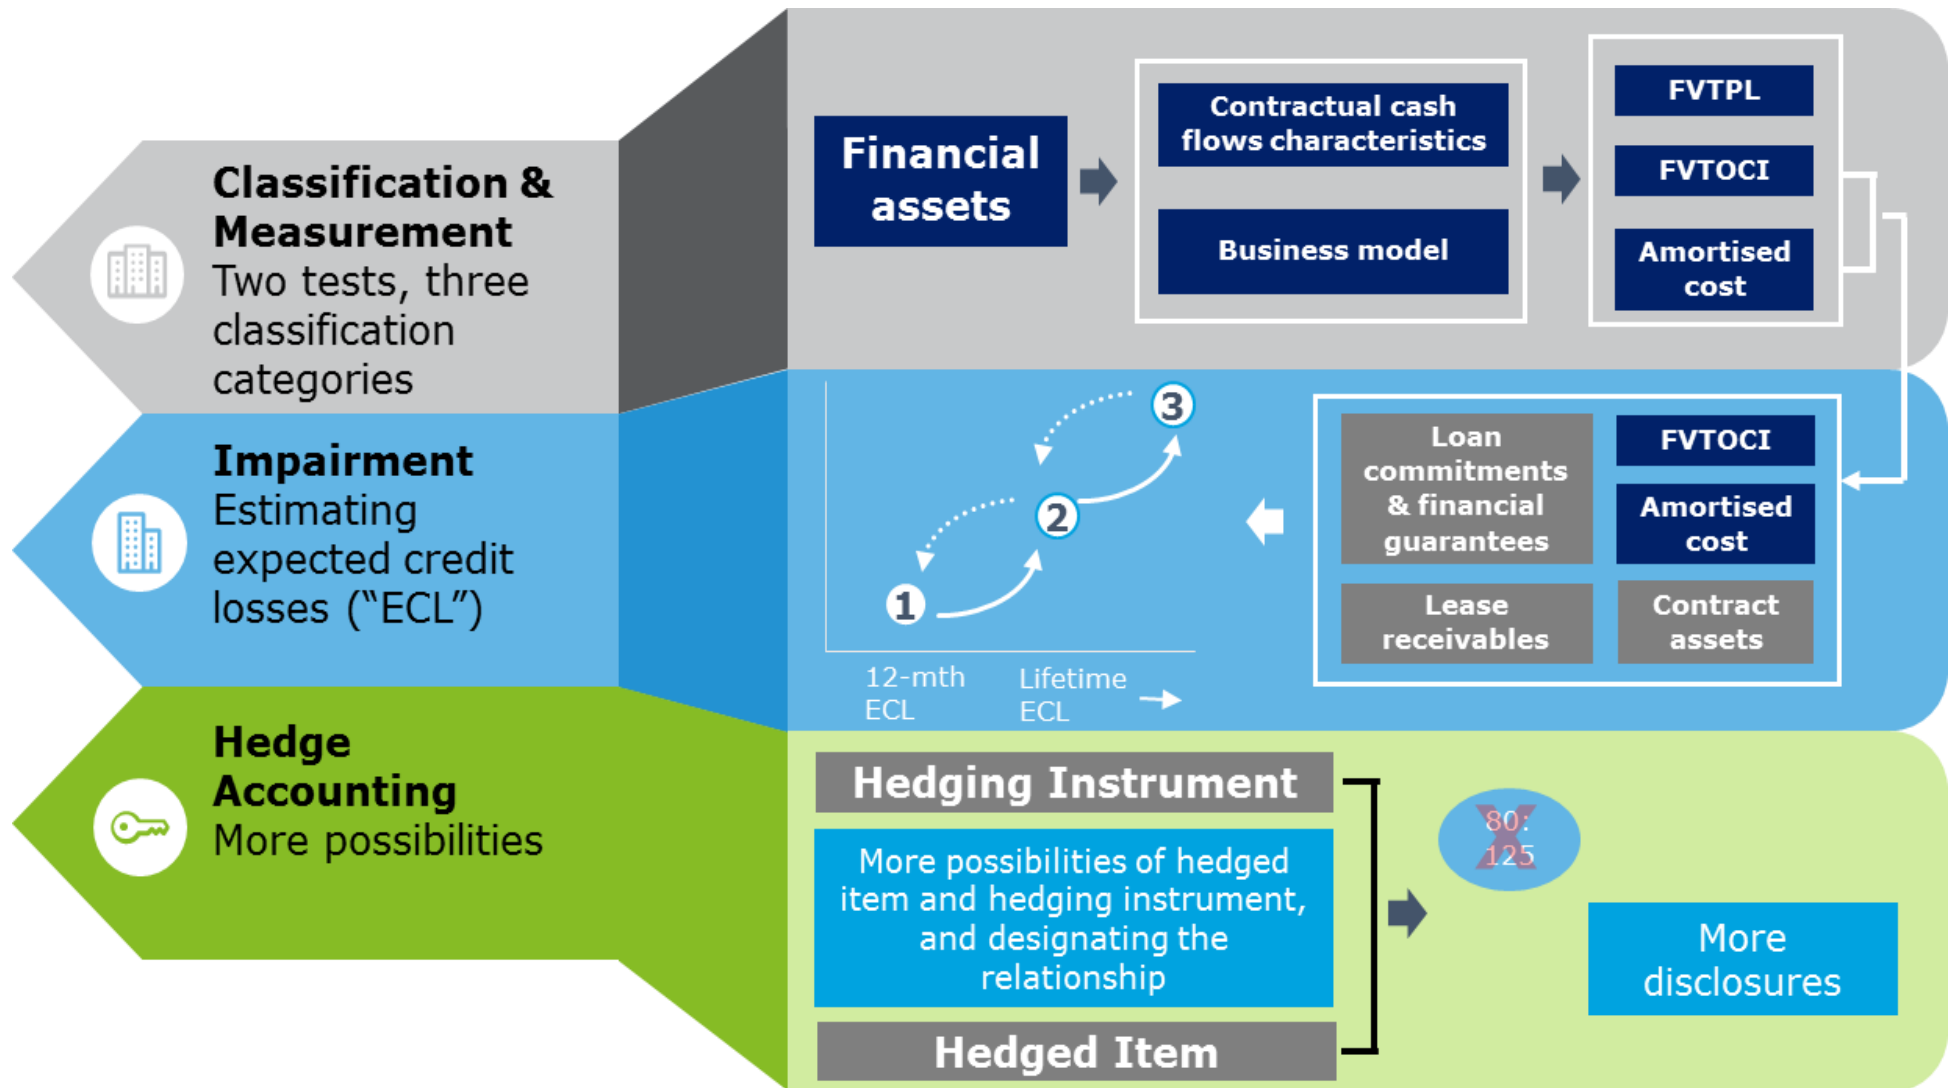 Classification &
Measurement
Two tests, three
classification
categories
Financial
assets
Contractual cash
flows characteristics
Business model
FVTPL
FVTOCI
Amortised
cost
Impairment
Estimating
expected credit
losses (“ECL”)
1
2
3
12-mth
ECL
Lifetime
ECL
Loan
commitments
& financial
guarantees
FVTOCI
Amortised
cost
Lease
receivables
Contract
assets
Hedge
Accounting
More possibilities
Hedging Instrument
More possibilities of hedged
item and hedging instrument,
and designating the
relationship
Hedged Item
80:
125
X
More
disclosures